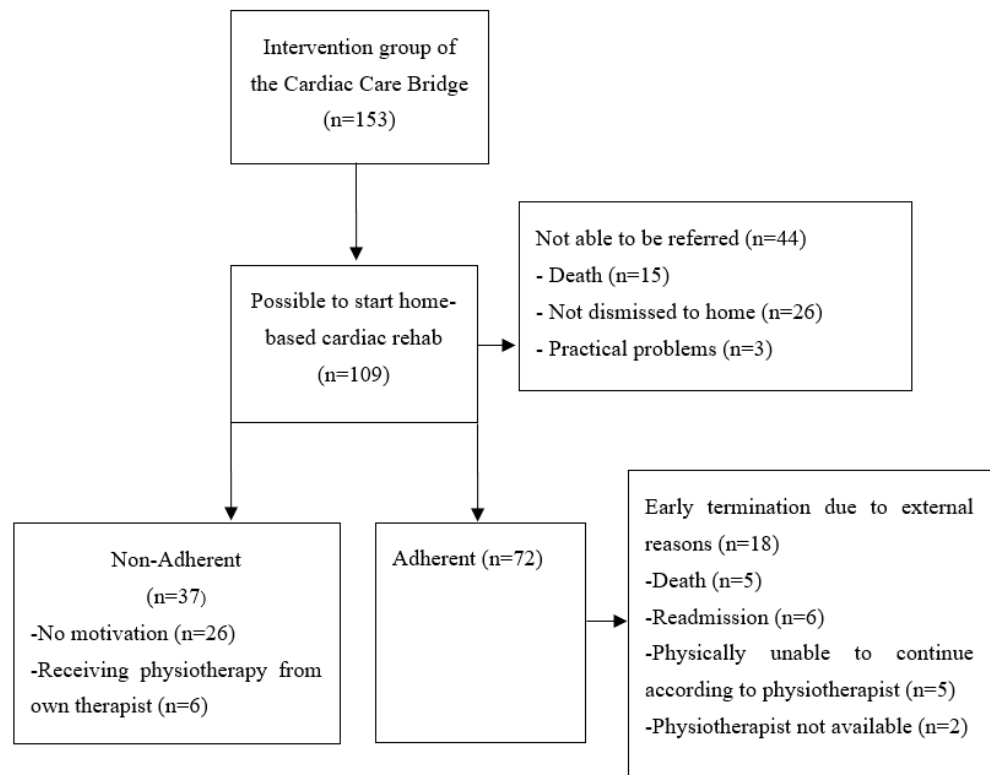 Intervention group of
the Cardiac Care Bridge
(n=153)
Not able to be referred (n=44)
- Death (n=15)
- Not dismissed to home (n=26)
- Practical problems (n=3)
Possible to start home-
based cardiac rehab
(n=109)
Non-Adherent
(n=37)
-No motivation (n=26)
-Receiving physiotherapy from
own therapist (n=6)
Adherent (n=72)
Early termination due to external
reasons (n=18)
-Death (n=5)
-Readmission (n=6)
-Physically unable to continue
according to physiotherapist (n=5)
-Physiotherapist not available (n=2)